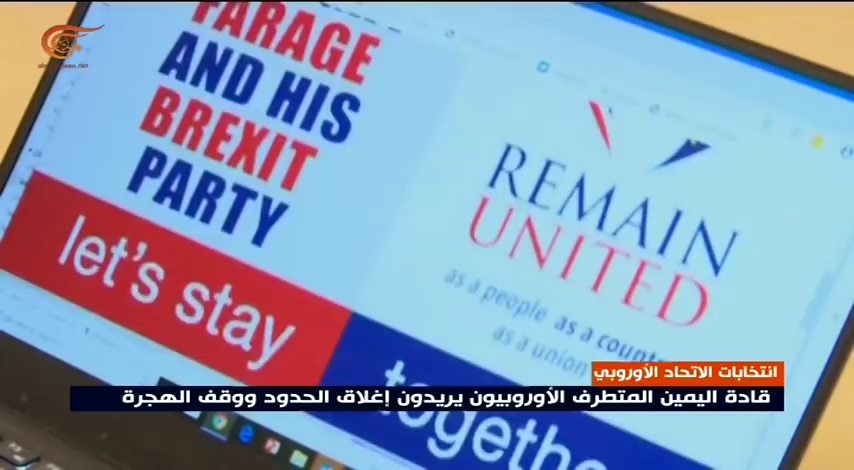 FARAGE
AND HIS
BREXIT
PARTY
let's stay
REMAIN
UNITED
as a people as a count
as a union
togethe
انتخابات الاتحاد الأوروبي
قادة اليمين المتطرف الأوروبيون يريدون إغلاق الحدود ووقف الهجرة